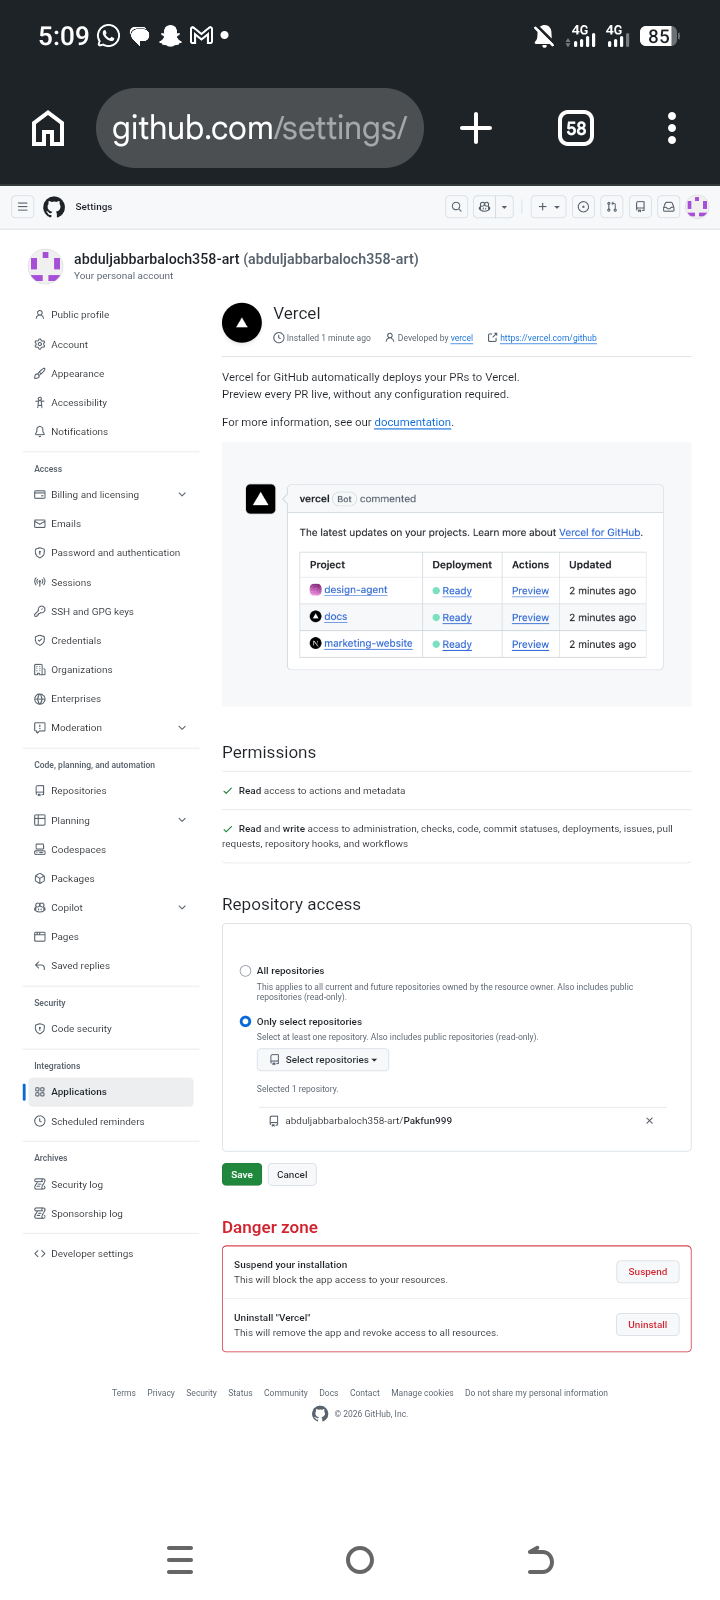 5:09
4G 4G 85
github.com/settings/
58
Settings
abduljabbarbaloch358-art (abduljabbarbaloch358-art)
Your personal account
Public profile
Account
Appearance
Accessibility
Notifications
Access
Billing and licensing
Emails
Password and authentication
Sessions
SSH and GPG keys
Credentials
Organizations
Enterprises
Moderation
Code, planning, and automation
Repositories
Planning
Codespaces
Packages
Copilot
Pages
Saved replies
Security
Code security
Integrations
Applications
Scheduled reminders
Archives
Security log
Sponsorship log
Developer settings
Vercel
Installed 1 minute ago Developed by vercel https://vercel.com/github
Vercel for GitHub automatically deploys your PRs to Vercel.
Preview every PR live, without any configuration required.
For more information, see our documentation.
vercel Bot commented
The latest updates on your projects. Learn more about Vercel for GitHub.
Project Deployment Actions Updated
design-agent Ready Preview 2 minutes ago
docs Ready Preview 2 minutes ago
marketing-website Ready Preview 2 minutes ago
Permissions
Read access to actions and metadata
Read and write access to administration, checks, code, commit statuses, deployments, issues, pull
requests, repository hooks, and workflows
Repository access
All repositories
This applies to all current and future repositories owned by the resource owner. Also includes public
repositories (read-only).
Only select repositories
Select at least one repository. Also includes public repositories (read-only).
Select repositories
Selected 1 repository.
abduljabbarbaloch358-art/Pakfun999
Save Cancel
Danger zone
Suspend your installation
This will block the app access to your resources.
Suspend
Uninstall "Vercel"
This will remove the app and revoke access to all resources.
Uninstall
Terms Privacy Security Status Community Docs Contact Manage cookies Do not share my personal information
© 2026 GitHub, Inc.